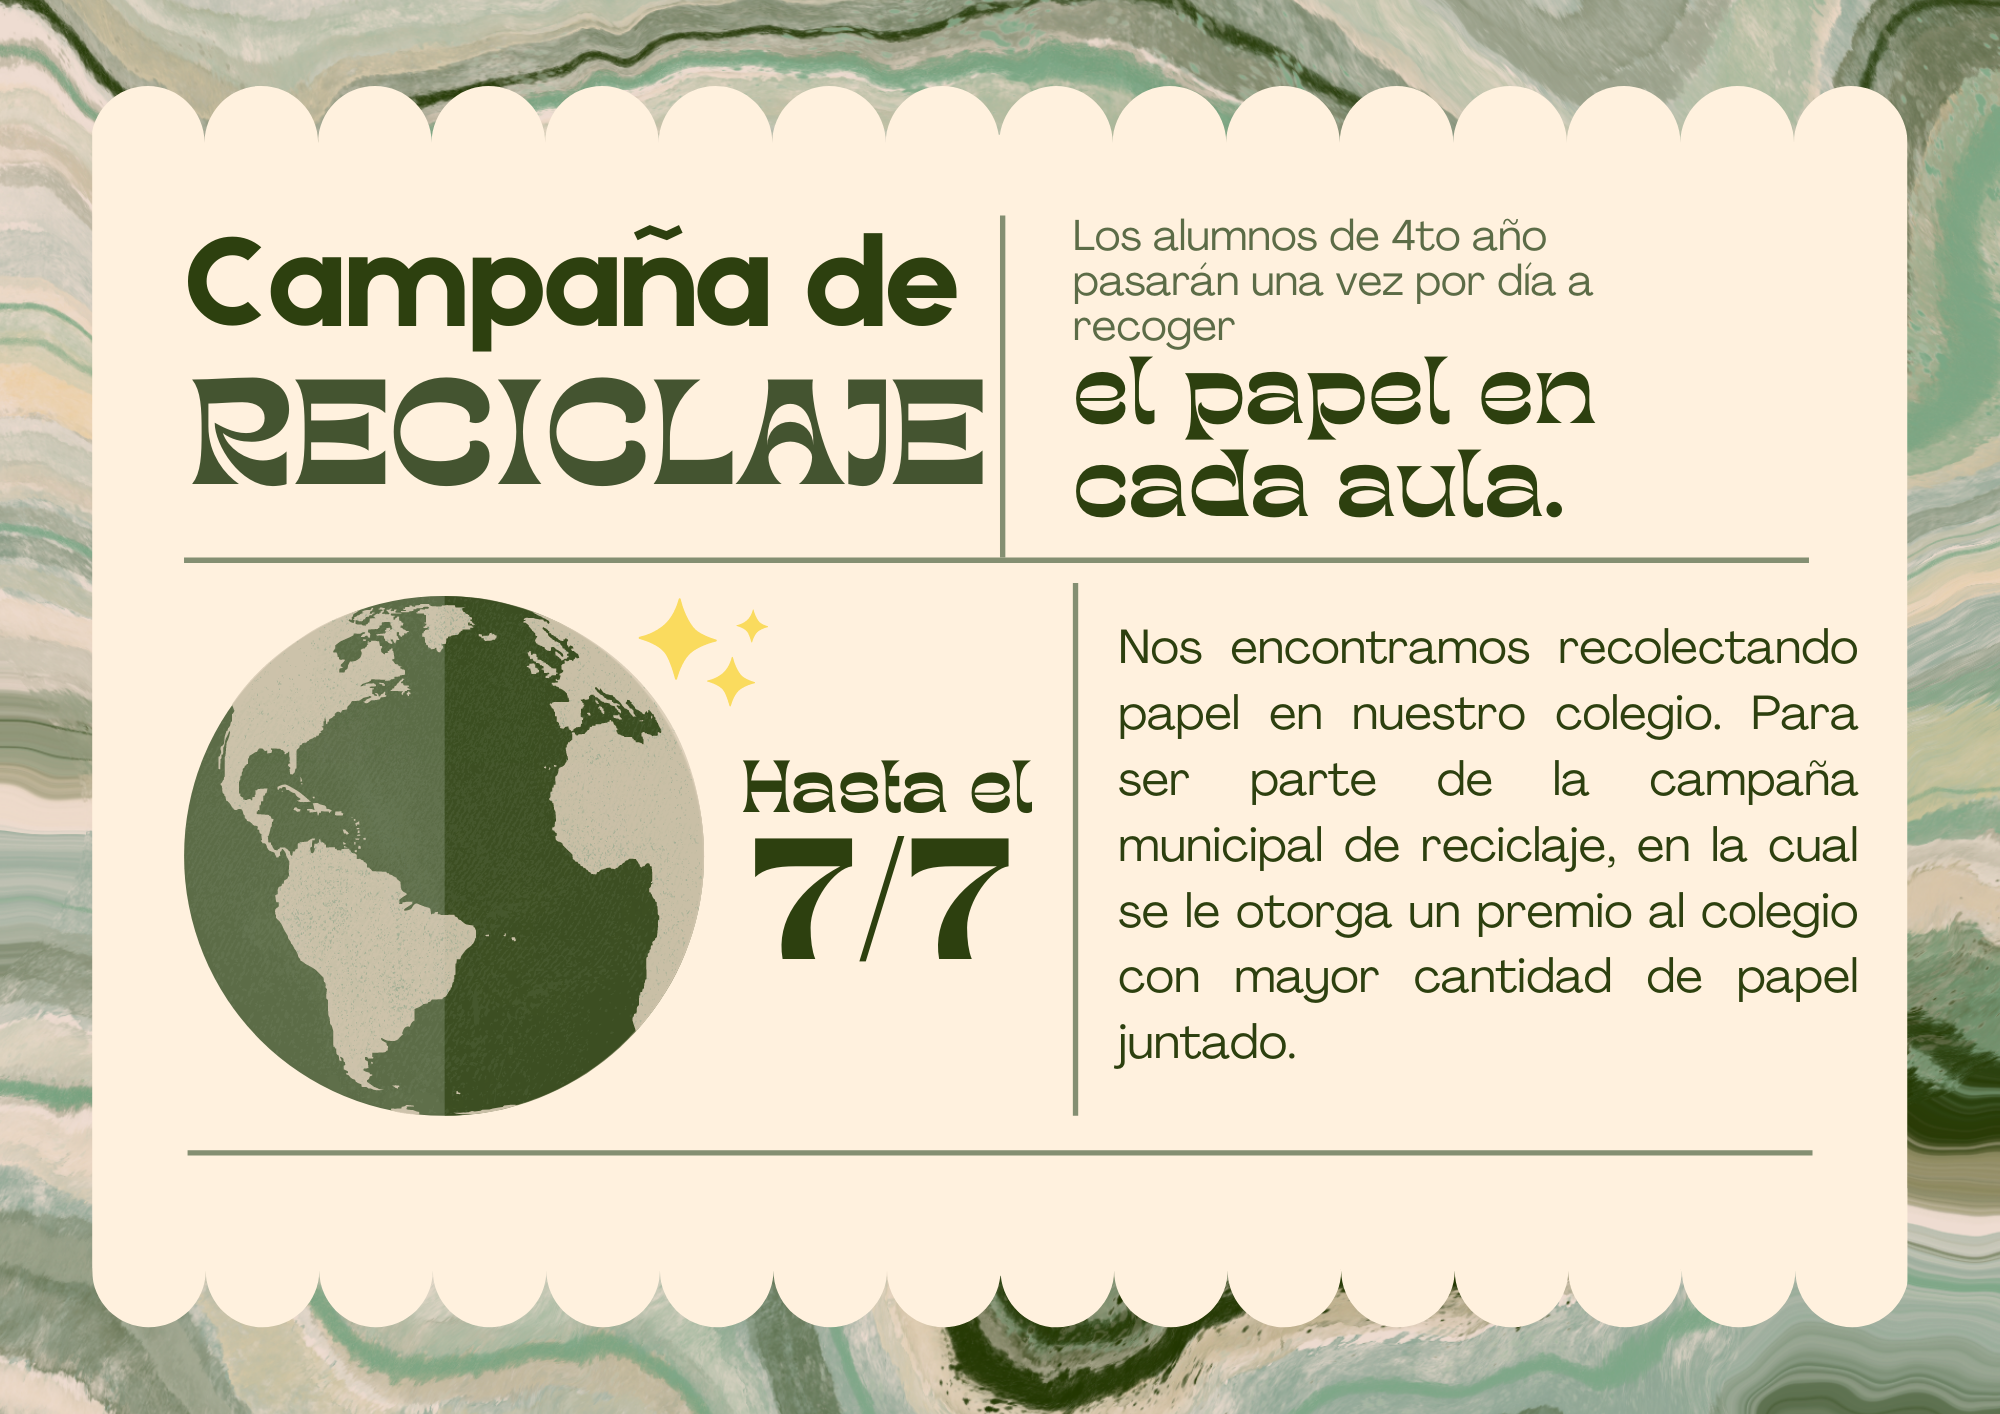 Campaña de
RECICLAJE
Los alumnos de 4to año
pasarán una vez por día a
recoger
el papel en
cada aula.
Hasta el
7/7
Nos encontramos recolectando
papel en nuestro colegio. Para
ser parte de la campaña
municipal de reciclaje, en la cual
se le otorga un premio al colegio
con mayor cantidad de papel
juntado.